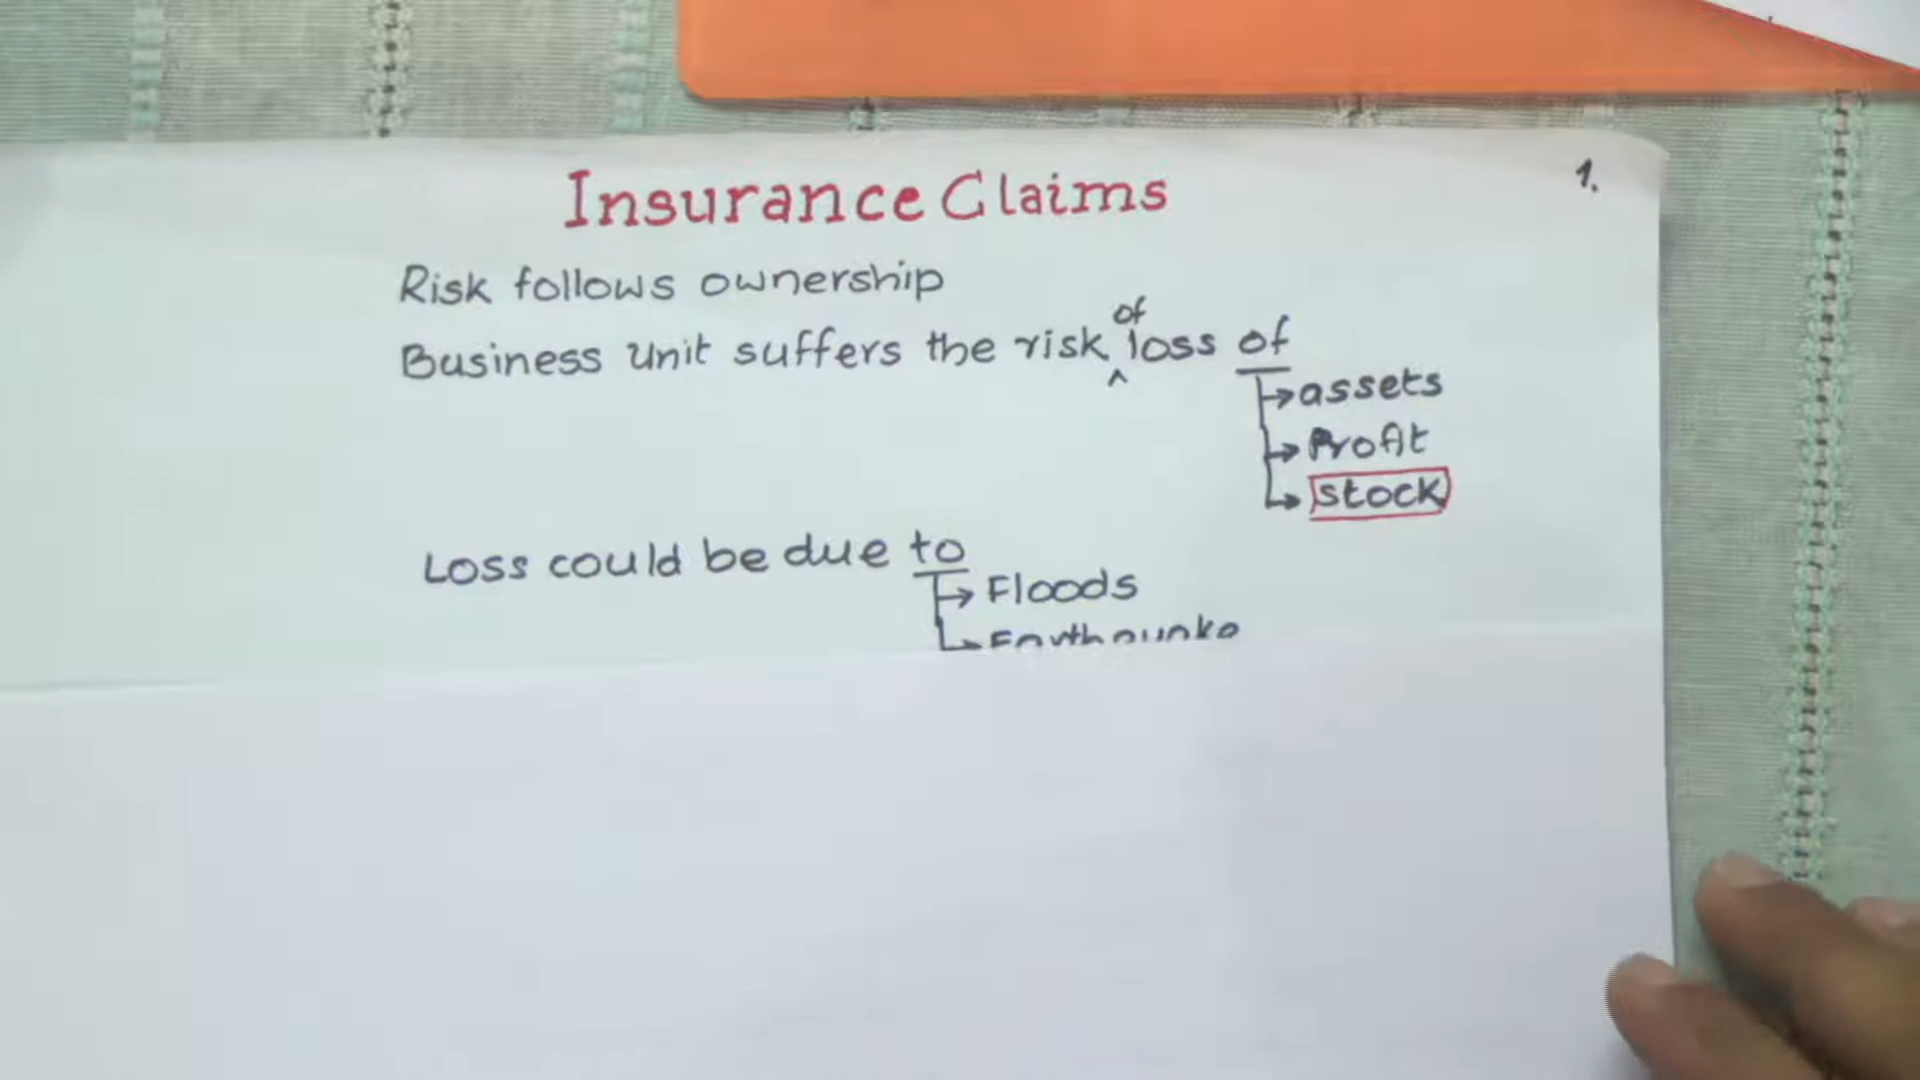 Insurance Claims
1.
Risk follows ownership
Business Unit suffers the risk of loss of
assets
Profit
stock
Loss could be due to
Floods